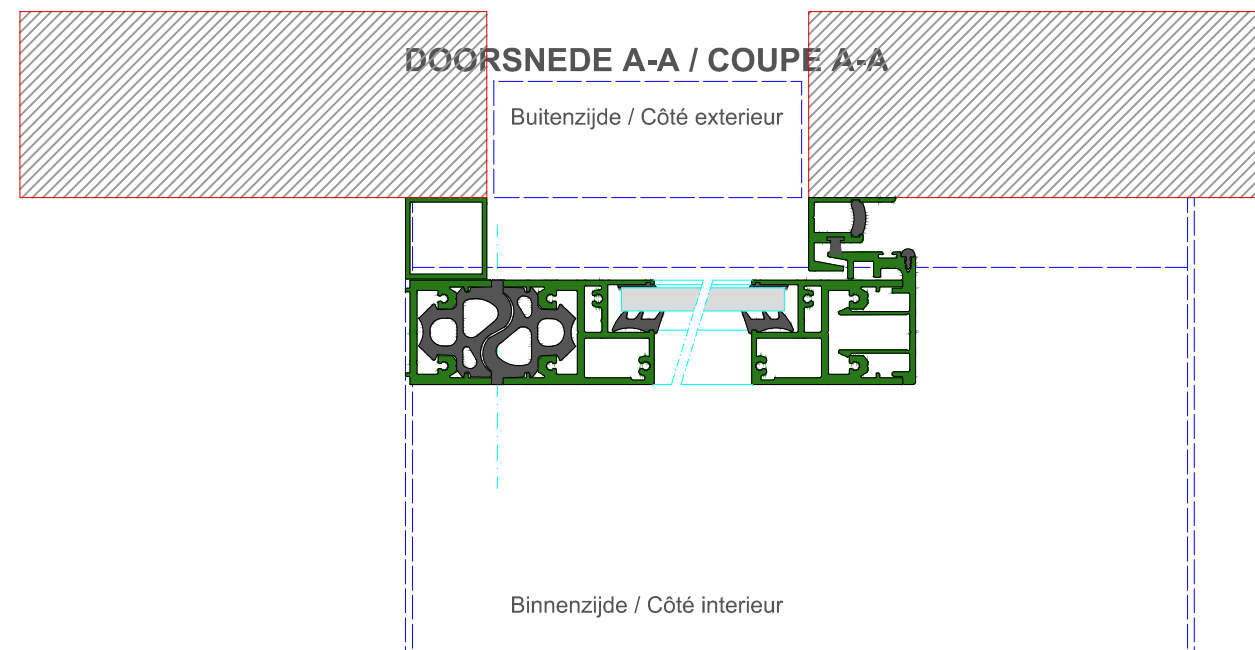 DOORSNEDE A-A / COUPE A-A
Buitenzijde / Côté exterieur
Binnenzijde / Côté interieur